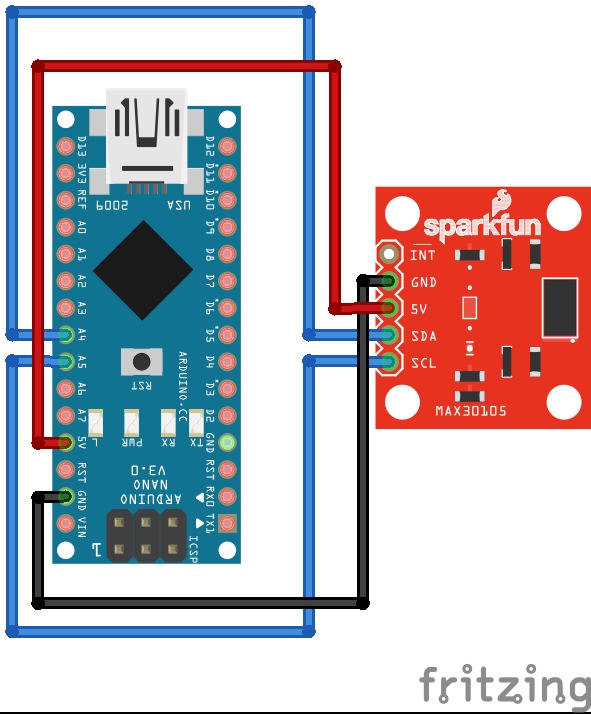 D13
3V3
REF
A0
A1
A2
A3
A4
A5
A6
A7
5V
RST
GND
VIN
D12
D11
D10
D9
D8
D7
D6
D5
D4
D3
D2
GND
RST
RX0
TX1
USA
2009
RST
ARDUINO.CC
TX
RX
PWR
L
ARDUINO
NANO
V3.0
1
ICSP
sparkfun
INT
GND
5V
SDA
SCL
MAX30105
fritzing